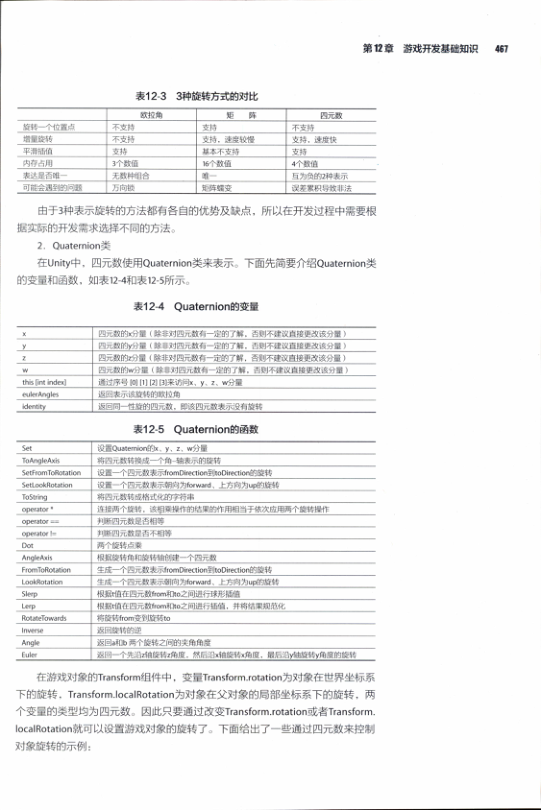 第12章 游戏开发基础知识 467
表12-3 3种旋转方式的对比
欧拉角 矩 阵 四元数
旋转一个位置点 不支持 支持 不支持
增量旋转 不支持 支持，速度较慢 支持，速度快
平滑插值 支持 基本不支持 支持
内存占用 3个数值 16个数值 4个数值
表达是否唯一 无数种组合 唯一 互为负的2种表示
可能会遇到的问题 万向锁 矩阵蠕变 误差累积导致非法
由于3种表示旋转的方法都有各自的优势及缺点，所以在开发过程中需要根
据实际的开发需求选择不同的方法。
2．Quaternion类
在Unity中，四元数使用Quaternion类来表示。下面先简要介绍Quaternion类
的变量和函数，如表12-4和表12-5所示。
表12-4 Quaternion的变量
x 四元数的x分量（除非对四元数有一定的了解，否则不建议直接更改该分量）
y 四元数的y分量（除非对四元数有一定的了解，否则不建议直接更改该分量）
z 四元数的z分量（除非对四元数有一定的了解，否则不建议直接更改该分量）
w 四元数的w分量（除非对四元数有一定的了解，否则不建议直接更改该分量）
this [int index] 通过序号 [0] [1] [2] [3]来访问x、y、z、w分量
eulerAngles 返回表示该旋转的欧拉角
identity 返回同一性旋的四元数，即该四元数表示没有旋转
表12-5 Quaternion的函数
Set 设置Quaternion的x、y、z、w分量
ToAngleAxis 将四元数转换成一个角–轴表示的旋转
SetFromToRotation 设置一个四元数表示fromDirection到toDirection的旋转
SetLookRotation 设置一个四元数表示朝向为forward，上方向为up的旋转
ToString 将四元数转成格式化的字符串
operator * 连接两个旋转，该相乘操作的结果的作用相当于依次应用两个旋转操作
operator == 判断四元数是否相等
operator != 判断四元数是否不相等
Dot 两个旋转点乘
AngleAxis 根据旋转角和旋转轴创建一个四元数
FromToRotation 生成一个四元数表示fromDirection到toDirection的旋转
LookRotation 生成一个四元数表示朝向为forward，上方向为up的旋转
Slerp 根据t值在四元数from和to之间进行球形插值
Lerp 根据t值在四元数from和to之间进行插值，并将结果规范化
RotateTowards 将旋转from变到旋转to
Inverse 返回旋转的逆
Angle 返回a和b 两个旋转之间的夹角角度
Euler 返回一个先沿z轴旋转z角度，然后沿x轴旋转x角度，最后沿y轴旋转y角度的旋转
在游戏对象的Transform组件中，变量Transform.rotation为对象在世界坐标系
下的旋转，Transform.localRotation为对象在父对象的局部坐标系下的旋转，两
个变量的类型均为四元数。因此只要通过改变Transform.rotation或者Transform.
localRotation就可以设置游戏对象的旋转了。下面给出了一些通过四元数来控制
对象旋转的示例：